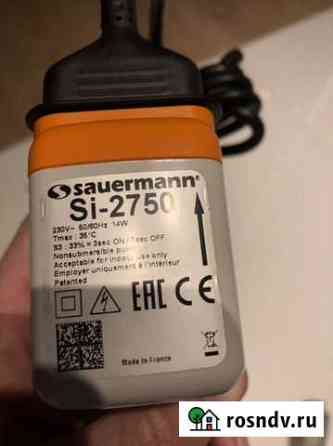 sauermann
Si-2750
230V~ 50/60Hz 14W
Tmax : 35°C
S3 : 33% = 3sec ON / 6sec OFF
Nonsubmersible pump
Acceptable for indoor use only
Employer uniquement à l'intérieur
Patented
EAC CE
Made in France
rosndv.ru